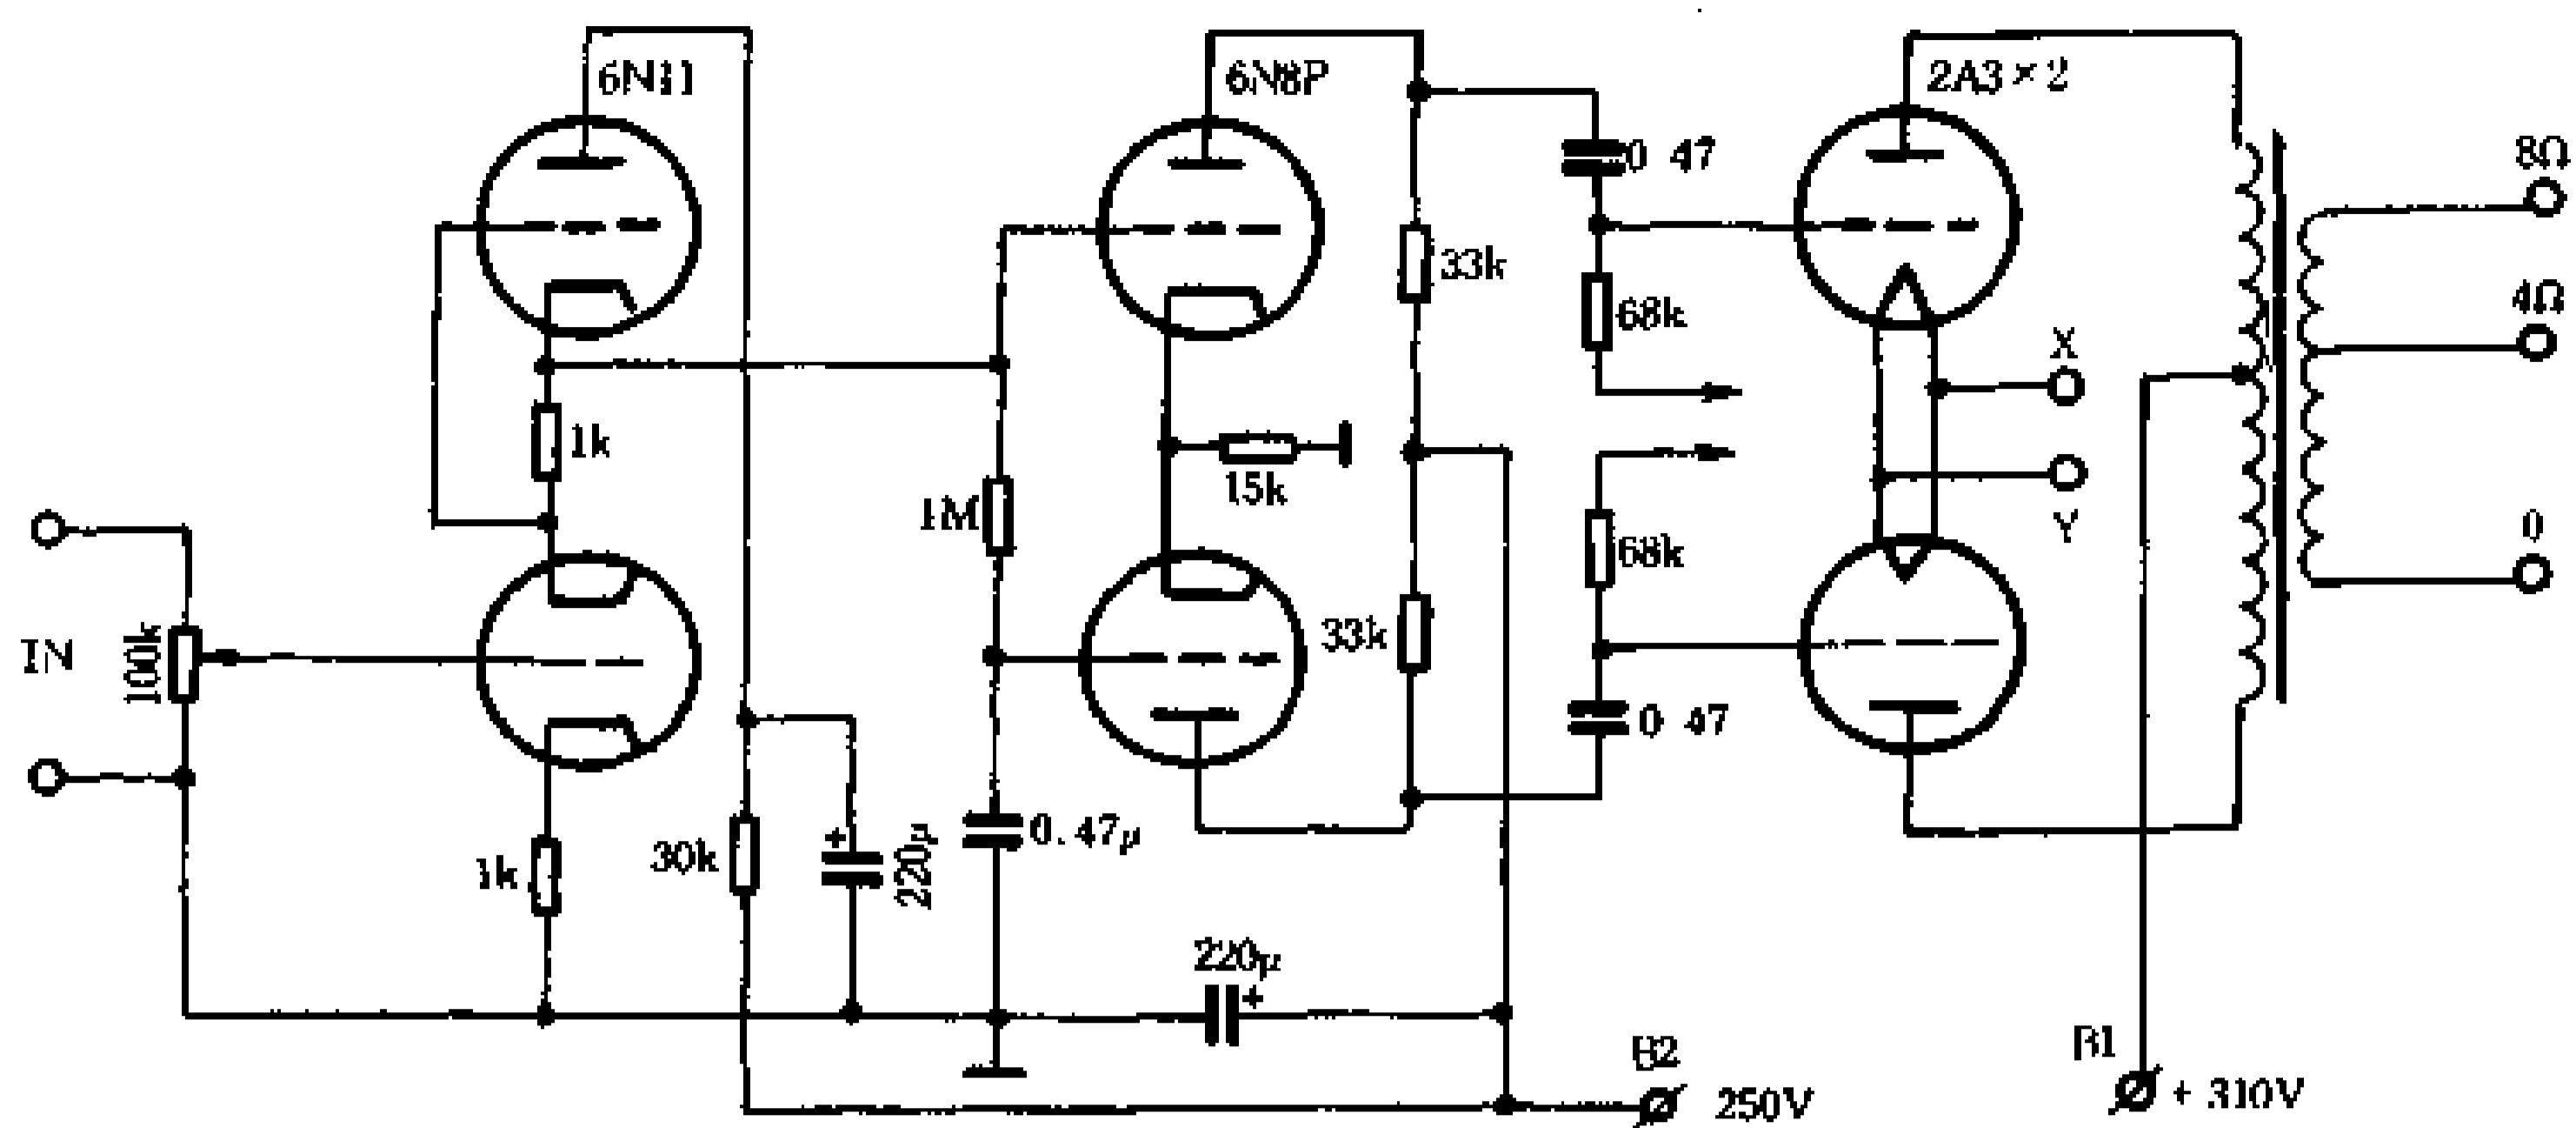 6N11
6N8P
2A3×2
0 47
8Ω
33k
68k
4Ω
X
1k
15k
1M
Y
68k
0
IN
100k
33k
0 47
1k
30k
220μ
0.47μ
220μ
B2
250V
B1
+310V